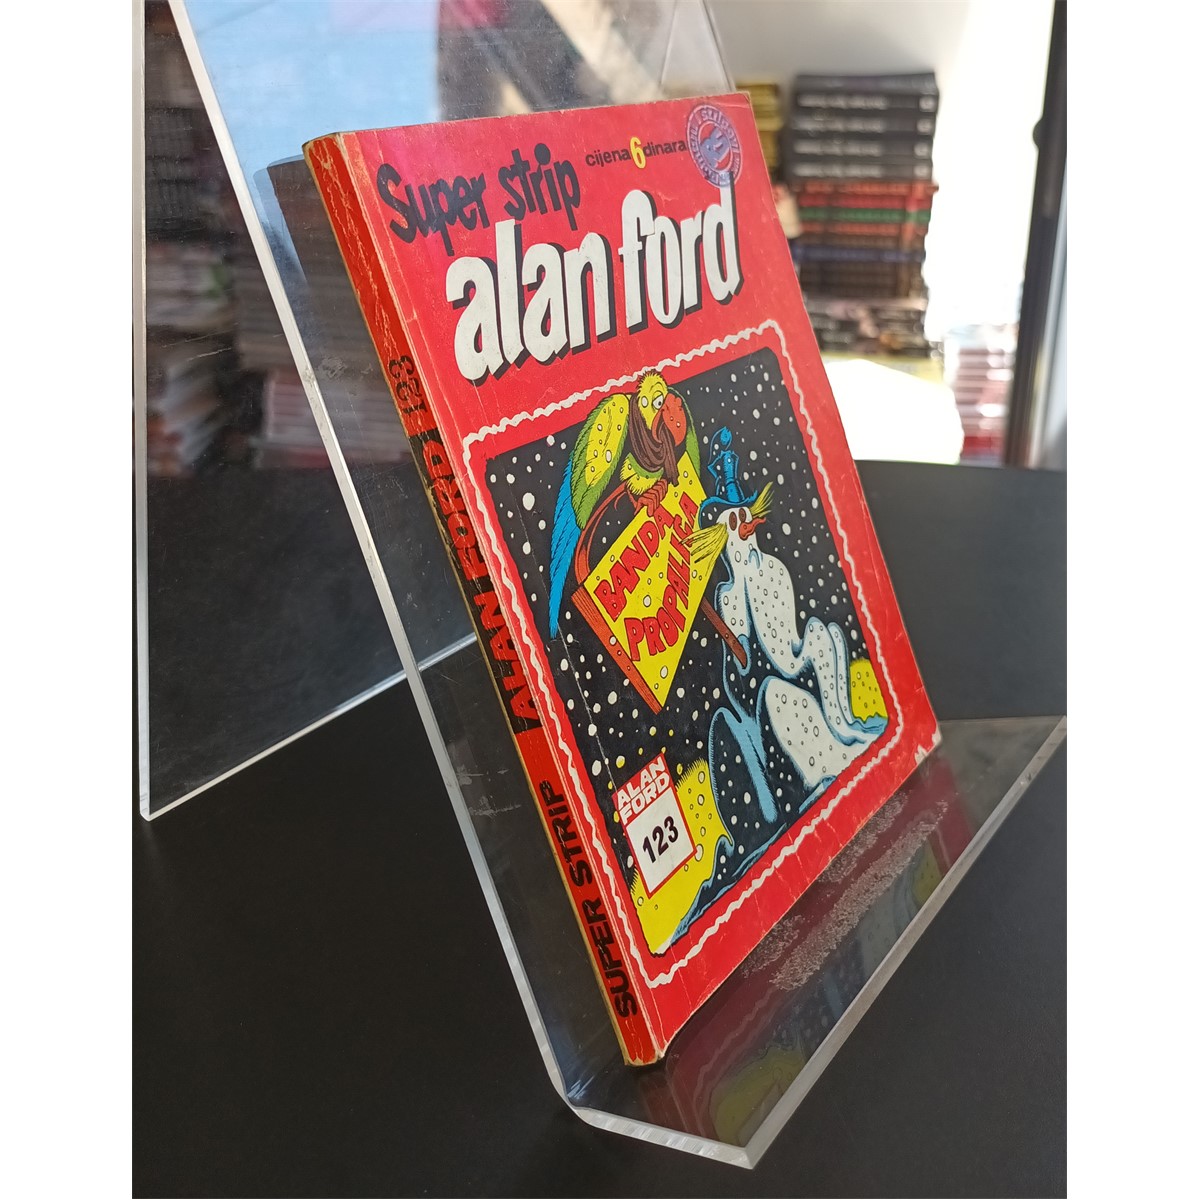 Super strip
cijena 6 dinara
alan ford
BANDA
PROPALICA
ALAN
FORD
123
SUPER STRIP ALAN FORD 123